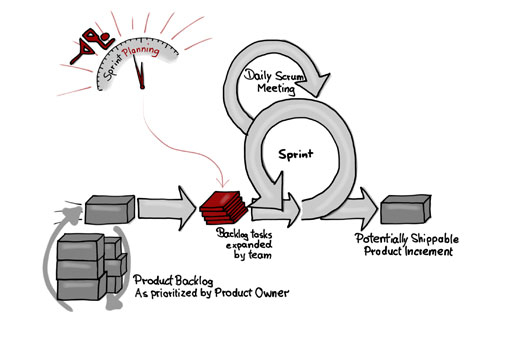 Sprint Planning
Daily Scrum
Meeting
Sprint
Backlog tasks
expanded
by team
Potentially Shippable
Product Increment
Product Backlog
As prioritized by Product Owner